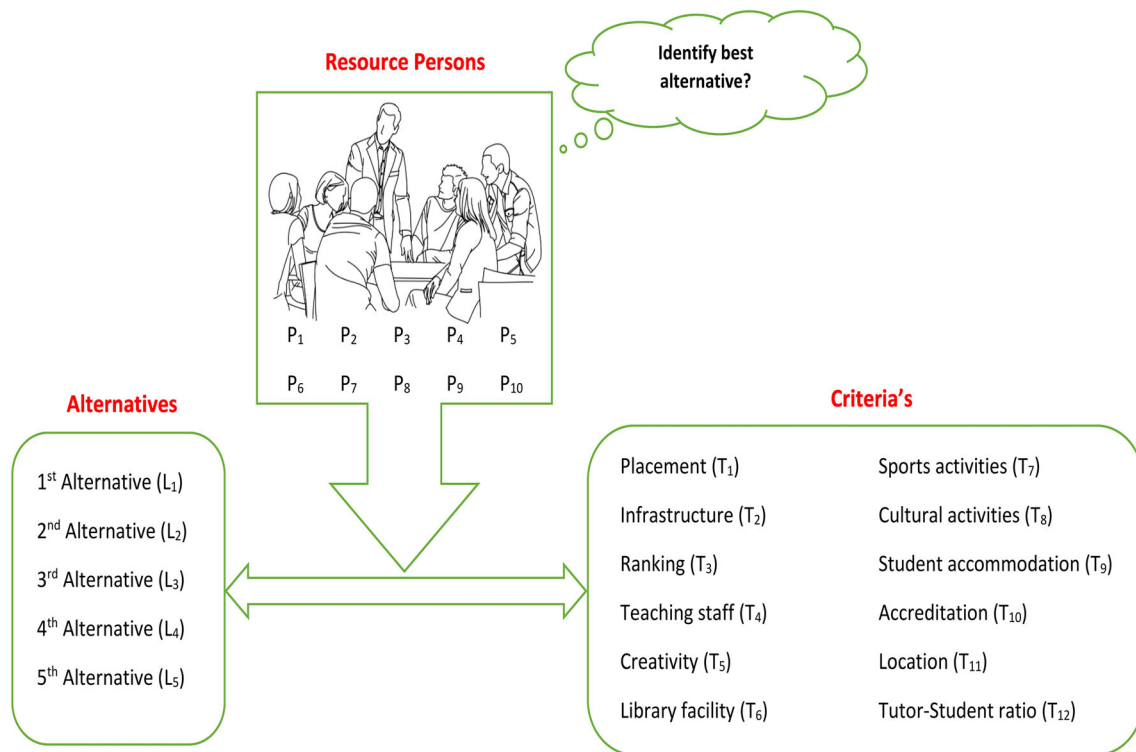 Resource Persons
Identify best
alternative?
P₁ P₂ P₃ P₄ P₅
P₆ P₇ P₈ P₉ P₁₀
Alternatives
1ˢᵗ Alternative (L₁)
2ⁿᵈ Alternative (L₂)
3ʳᵈ Alternative (L₃)
4ᵗʰ Alternative (L₄)
5ᵗʰ Alternative (L₅)
Criteria's
Placement (T₁)
Infrastructure (T₂)
Ranking (T₃)
Teaching staff (T₄)
Creativity (T₅)
Library facility (T₆)
Sports activities (T₇)
Cultural activities (T₈)
Student accommodation (T₉)
Accreditation (T₁₀)
Location (T₁₁)
Tutor-Student ratio (T₁₂)